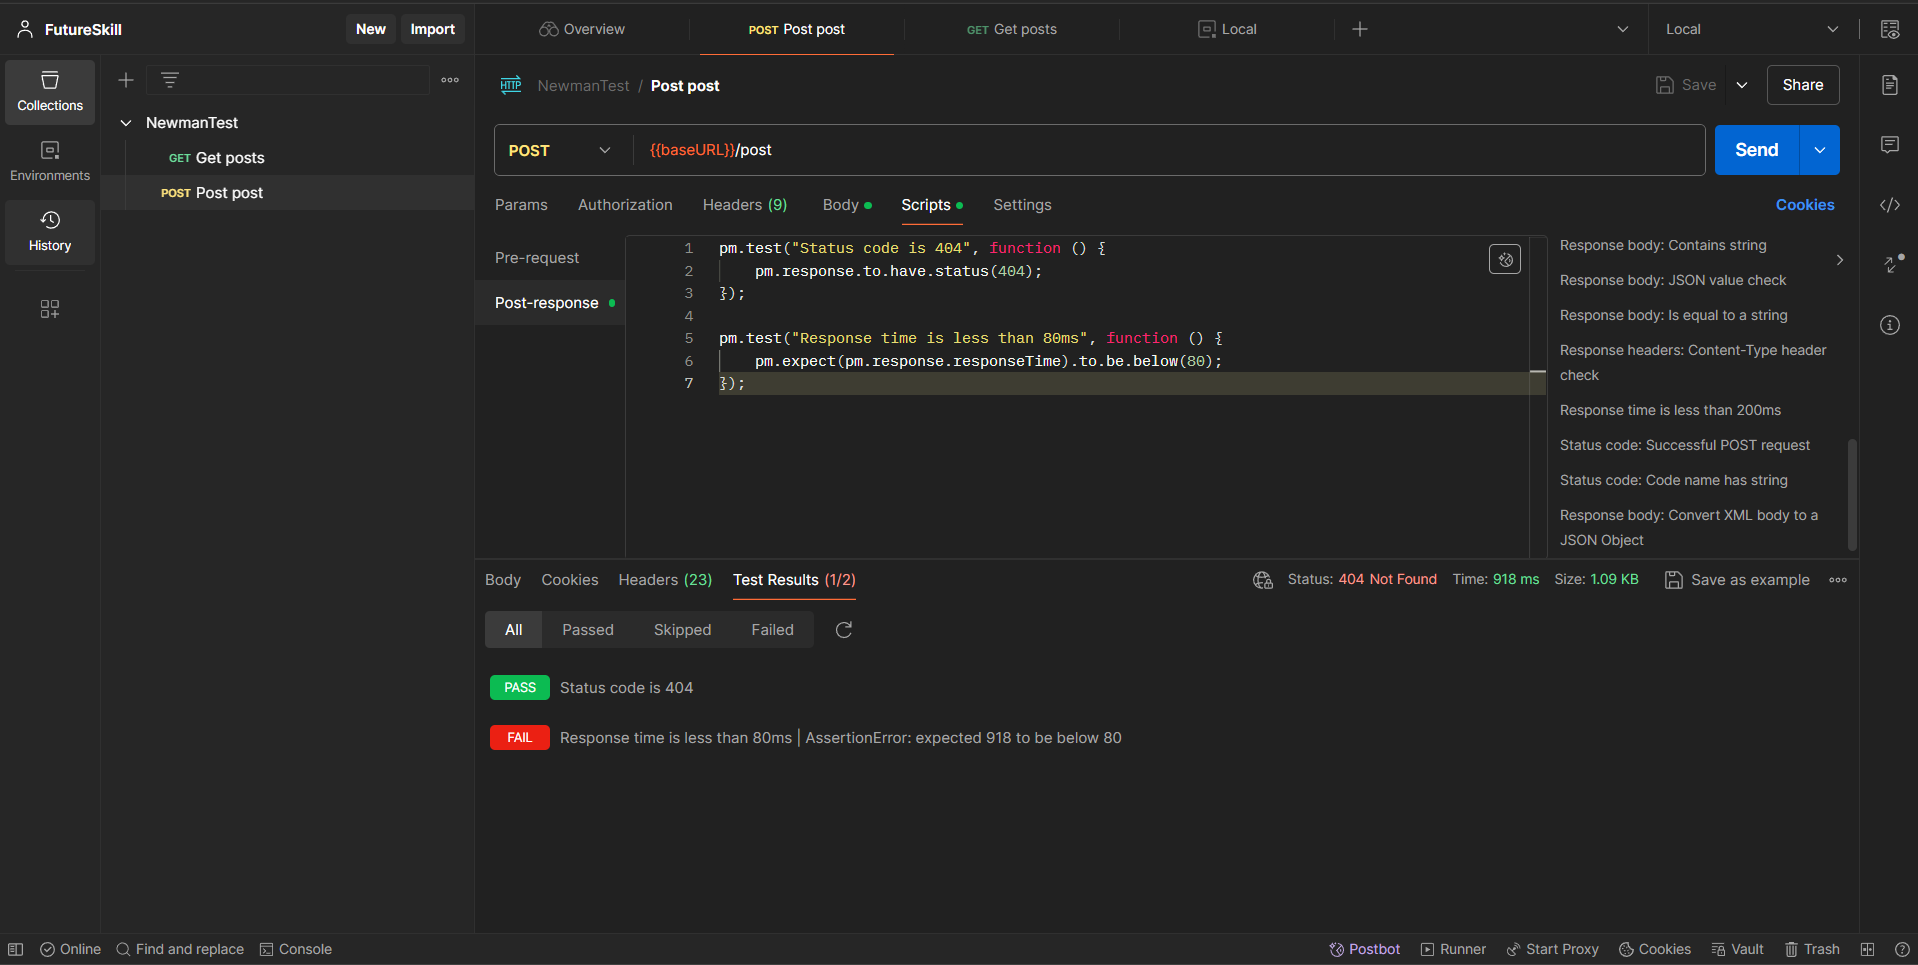 FutureSkill
New
Import
Overview
POST Post post
GET Get posts
Local
Local
Collections
Environments
History
NewmanTest
GET Get posts
POST Post post
HTTP NewmanTest / Post post
Save
Share
POST
{{baseURL}}/post
Send
Params
Authorization
Headers (9)
Body
Scripts
Settings
Cookies
Pre-request
Post-response
1 pm.test("Status code is 404", function () {
2 pm.response.to.have.status(404);
3 });
4
5 pm.test("Response time is less than 80ms", function () {
6 pm.expect(pm.response.responseTime).to.be.below(80);
7 });
Response body: Contains string
Response body: JSON value check
Response body: Is equal to a string
Response headers: Content-Type header
check
Response time is less than 200ms
Status code: Successful POST request
Status code: Code name has string
Response body: Convert XML body to a
JSON Object
Body
Cookies
Headers (23)
Test Results (1/2)
Status: 404 Not Found
Time: 918 ms
Size: 1.09 KB
Save as example
All
Passed
Skipped
Failed
PASS Status code is 404
FAIL Response time is less than 80ms | AssertionError: expected 918 to be below 80
Online
Find and replace
Console
Postbot
Runner
Start Proxy
Cookies
Vault
Trash